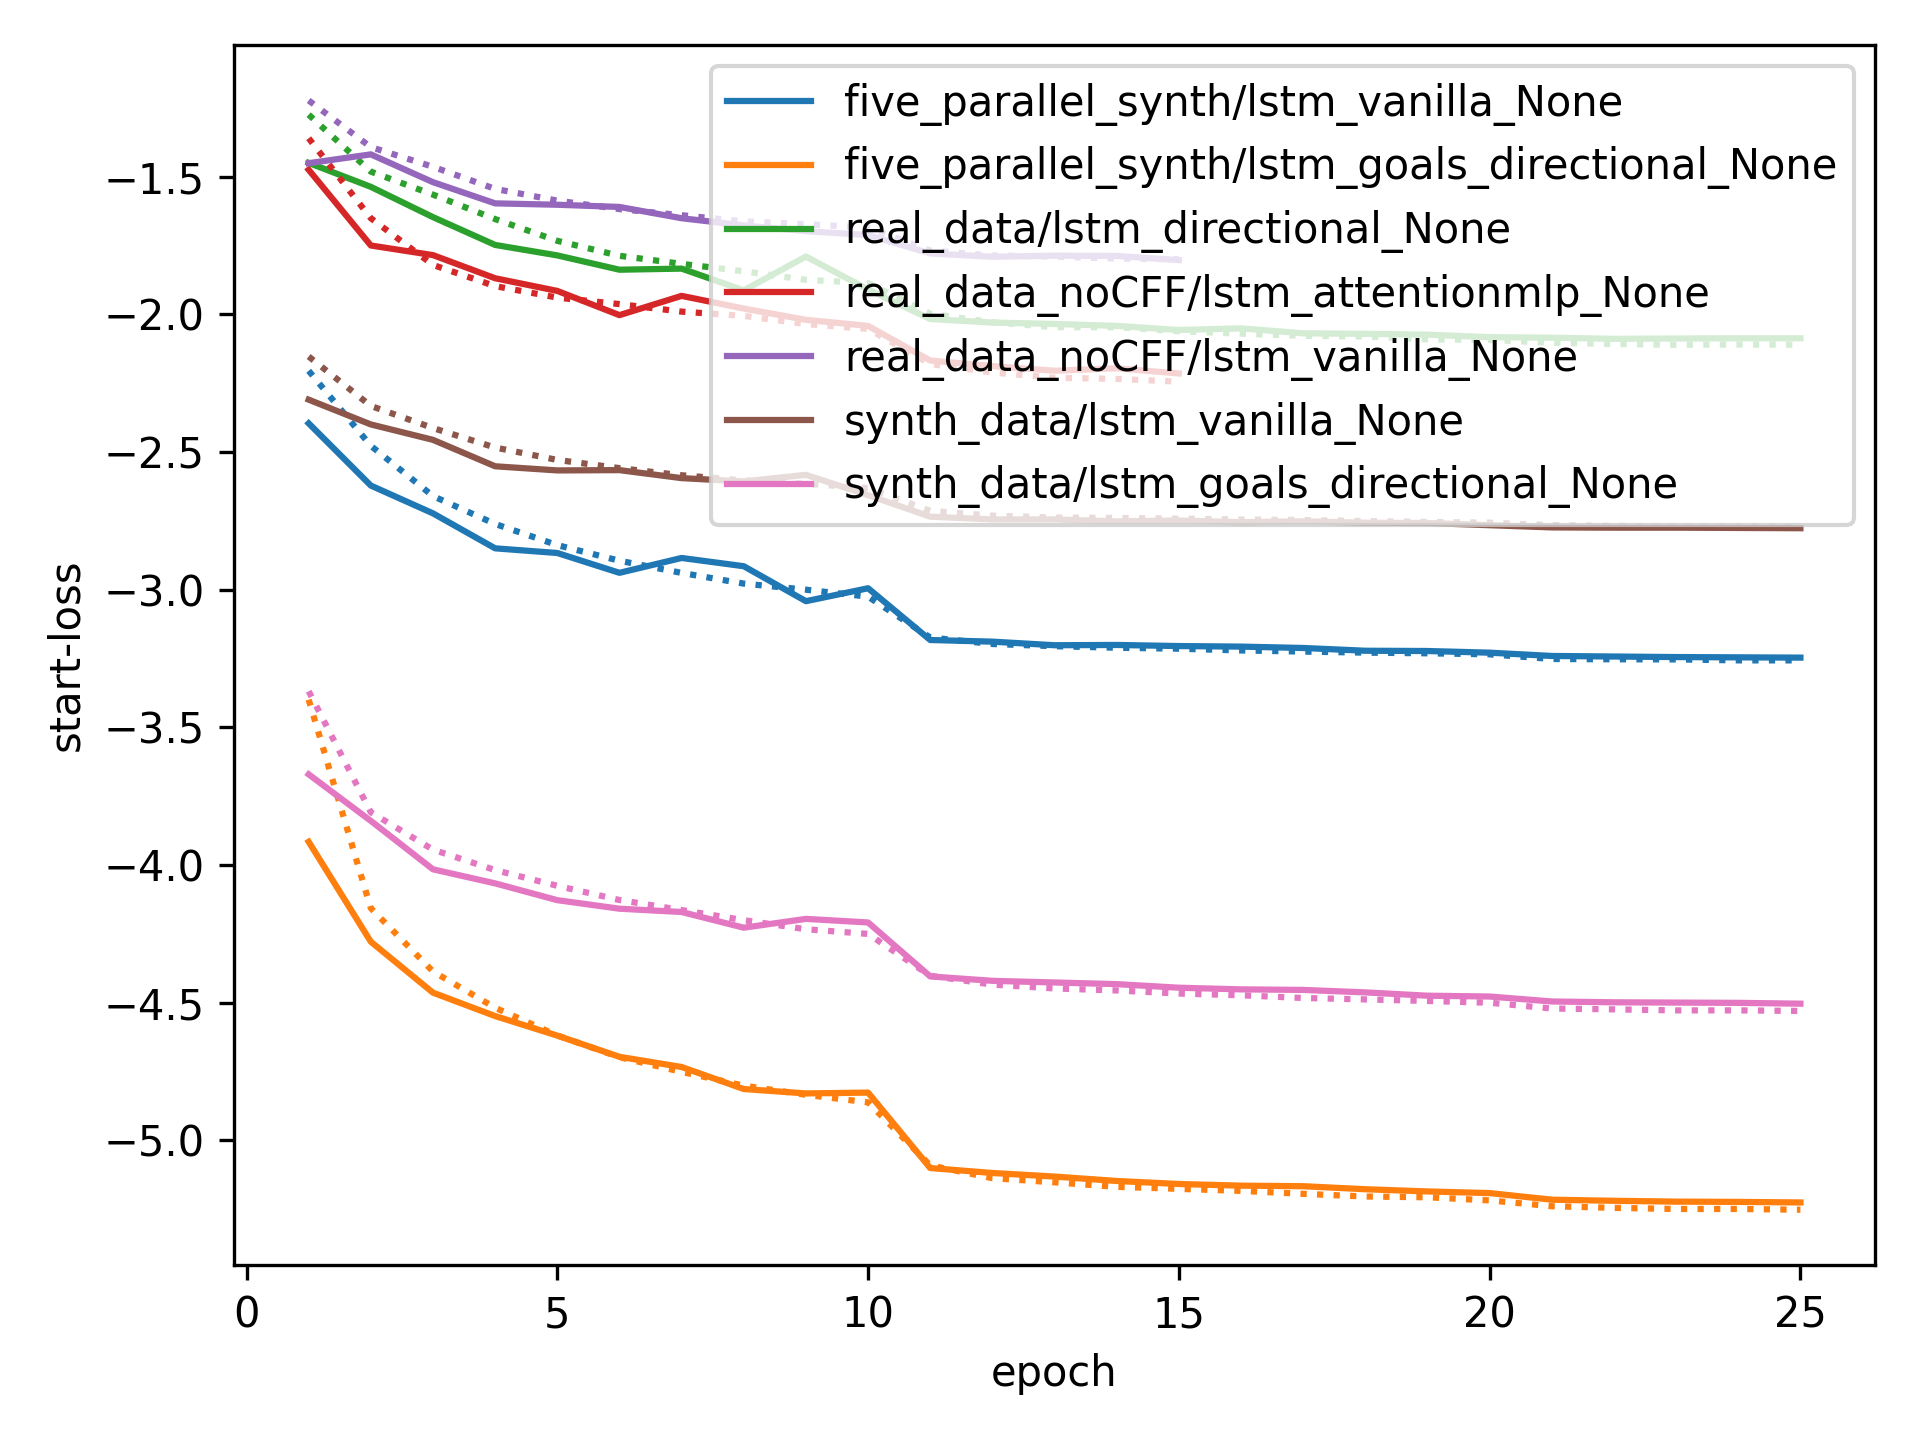 five_parallel_synth/lstm_vanilla_None
five_parallel_synth/lstm_goals_directional_None
real_data/lstm_directional_None
real_data_noCFF/lstm_attentionmlp_None
real_data_noCFF/lstm_vanilla_None
synth_data/lstm_vanilla_None
synth_data/lstm_goals_directional_None
start-loss
−1.5
−2.0
−2.5
−3.0
−3.5
−4.0
−4.5
−5.0
0 5 10 15 20 25
epoch